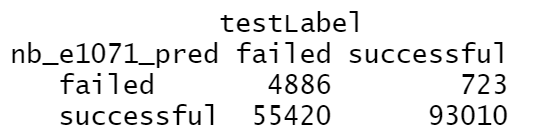 testLabel
nb_e1071_pred failed successful
failed 4886 723
successful 55420 93010